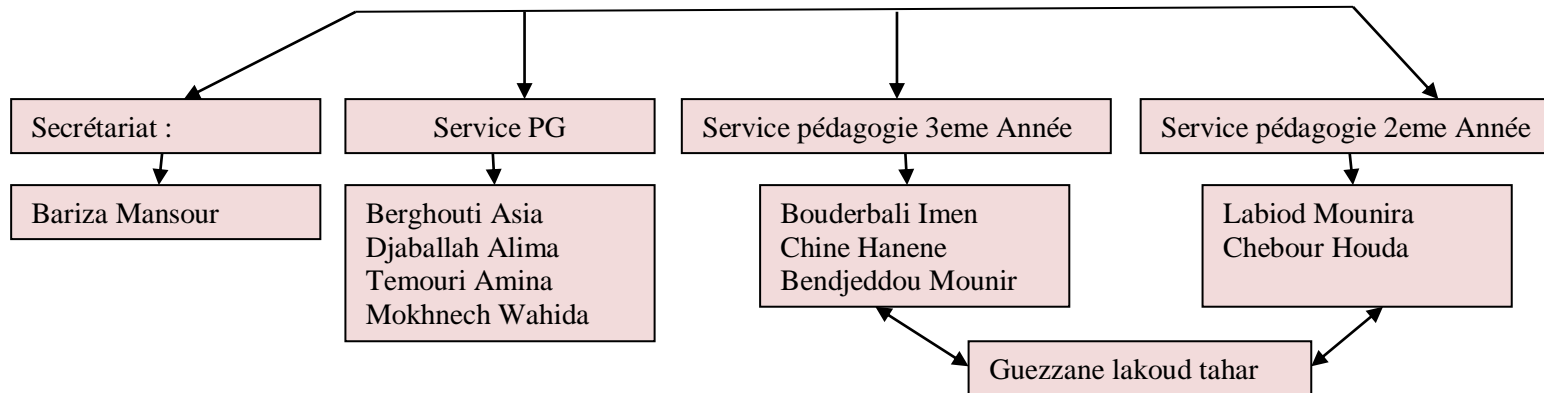 Secrétariat :
Service PG
Service pédagogie 3eme Année
Service pédagogie 2eme Année
Bariza Mansour
Berghouti Asia
Djaballah Alima
Temouri Amina
Mokhnech Wahida
Bouderbali Imen
Chine Hanene
Bendjeddou Mounir
Labiod Mounira
Chebour Houda
Guezzane lakoud tahar